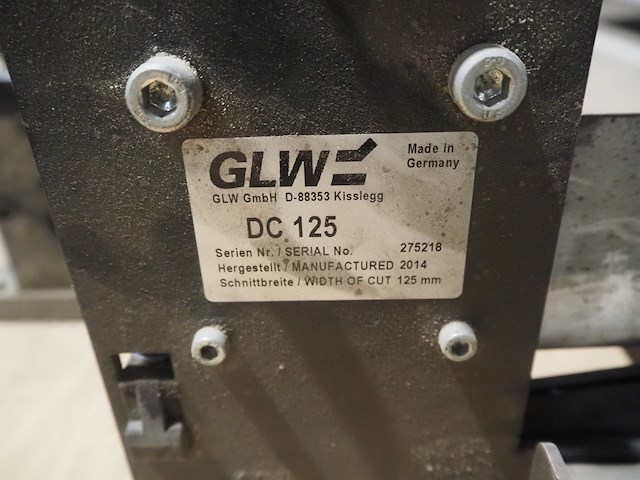 GLW
Made in
Germany
GLW GmbH D-88353 Kisslegg
DC 125
Serien Nr. / SERIAL No. 275218
Hergestellt / MANUFACTURED 2014
Schnittbreite / WIDTH OF CUT 125 mm